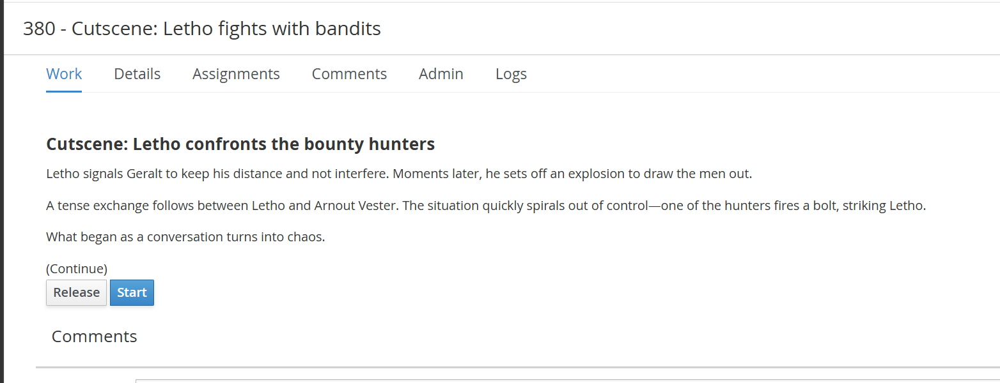 380 - Cutscene: Letho fights with bandits
Work Details Assignments Comments Admin Logs
Cutscene: Letho confronts the bounty hunters
Letho signals Geralt to keep his distance and not interfere. Moments later, he sets off an explosion to draw the men out.
A tense exchange follows between Letho and Arnout Vester. The situation quickly spirals out of control—one of the hunters fires a bolt, striking Letho.
What began as a conversation turns into chaos.
(Continue)
Release Start
Comments